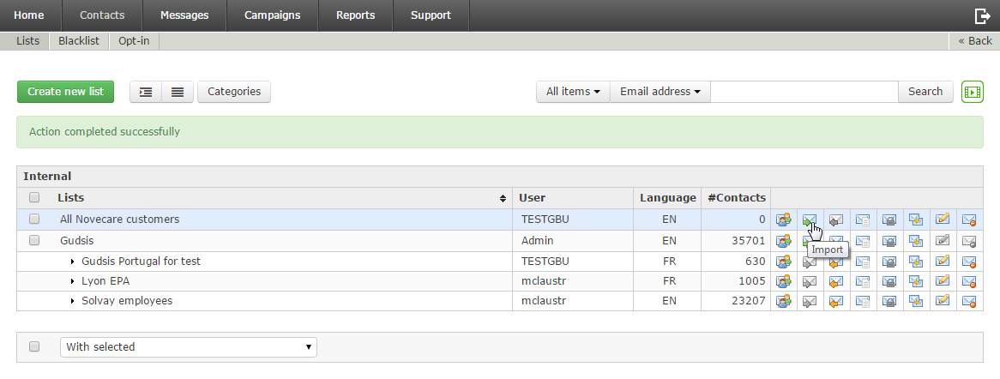 Home Contacts Messages Campaigns Reports Support
Lists Blacklist Opt-in « Back
Create new list Categories All items Email address Search
Action completed successfully
Internal
Lists User Language #Contacts
All Novecare customers TESTGBU EN 0
Gudsis Admin EN 35701
Import
Gudsis Portugal for test TESTGBU FR 630
Lyon EPA mclaustr FR 1005
Solvay employees mclaustr EN 23207
With selected